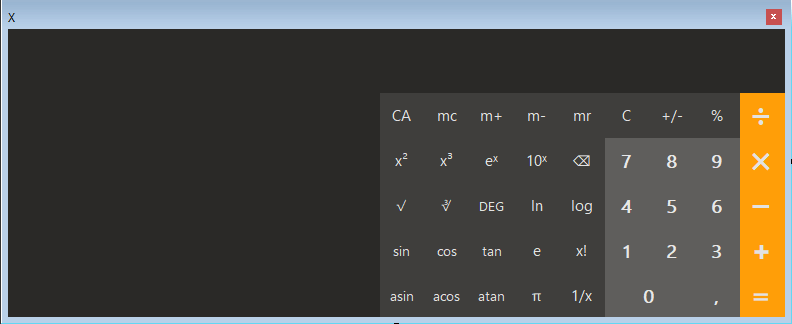 X x
CA mc m+ m- mr C +/- % ÷
x² x³ eˣ 10ˣ ⌫ 7 8 9 ×
√ ∛ DEG ln log 4 5 6 −
sin cos tan e x! 1 2 3 +
asin acos atan π 1/x 0 , =